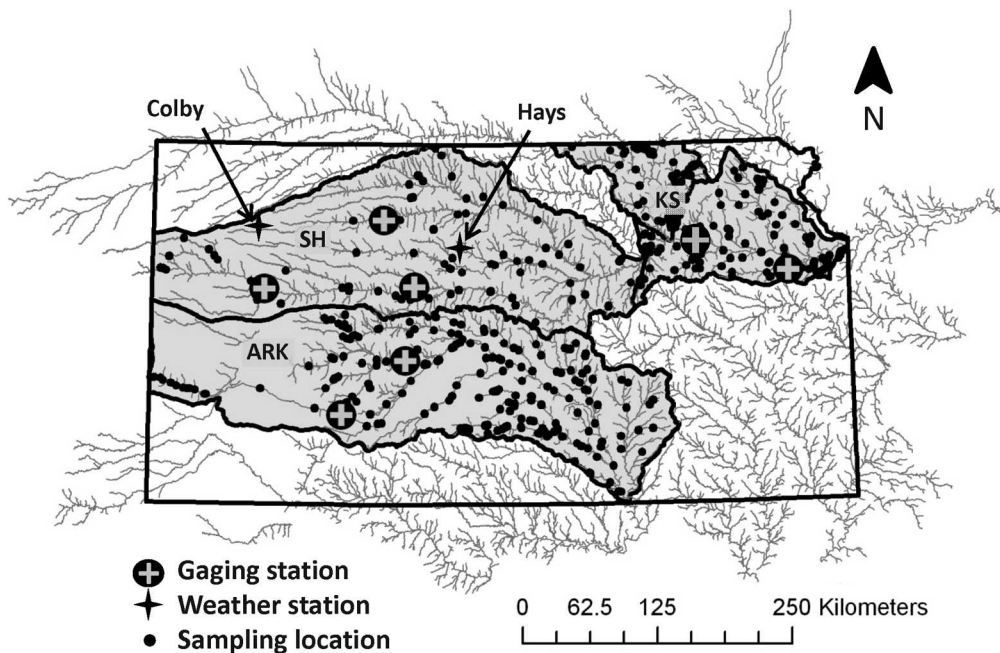 Colby
Hays
N
KS
SH
ARK
Gaging station
Weather station
Sampling location
0 62.5 125 250 Kilometers